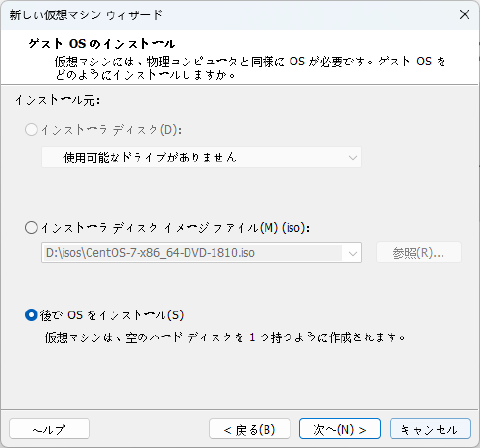 新しい仮想マシン ウィザード
ゲスト OS のインストール
仮想マシンには、物理コンピュータと同様に OS が必要です。ゲスト OS を
どのようにインストールしますか。
インストール元:
インストーラ ディスク(D):
使用可能なドライブがありません
インストーラ ディスク イメージ ファイル(M) (iso):
D:\isos\CentOS-7-x86_64-DVD-1810.iso
参照(R)...
後で OS をインストール(S)
仮想マシンは、空のハード ディスクを 1 つ持つように作成されます。
ヘルプ
< 戻る(B)
次へ(N) >
キャンセル